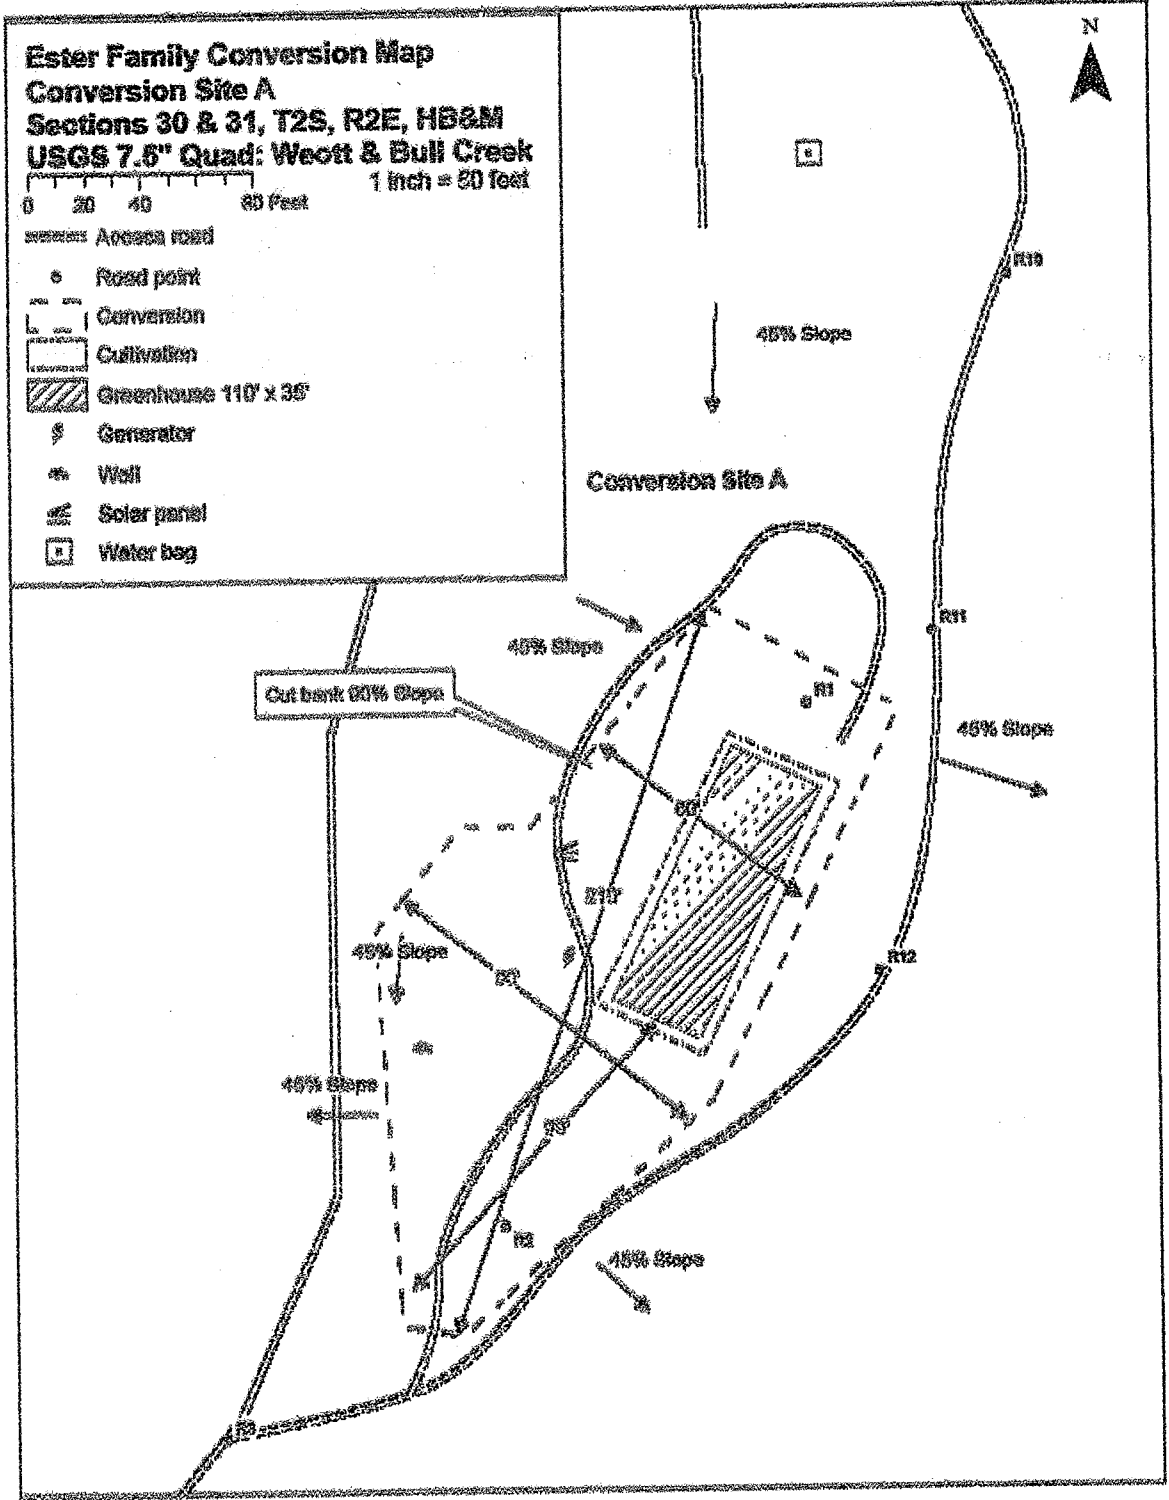 Ester Family Conversion Map
Conversion Site A
Sections 30 & 31, T2S, R2E, HB&M
USGS 7.5" Quad: Weott & Bull Creek
1 inch = 50 feet
0 20 40 80 Feet
Access road
Road point
Conversion
Cultivation
Greenhouse 110' x 35'
Generator
Well
Solar panel
Water bag
N
R10
45% Slope
Conversion Site A
R11
45% Slope
Cut bank 90% Slope
R1
45% Slope
60'
210'
45% Slope
R12
45% Slope
R2
45% Slope